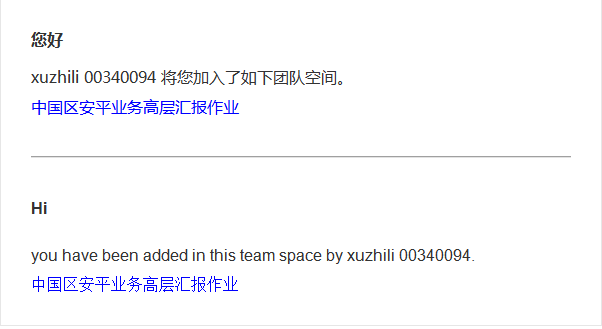 您好
xuzhili 00340094 将您加入了如下团队空间。
中国区安平业务高层汇报作业
Hi
you have been added in this team space by xuzhili 00340094.
中国区安平业务高层汇报作业